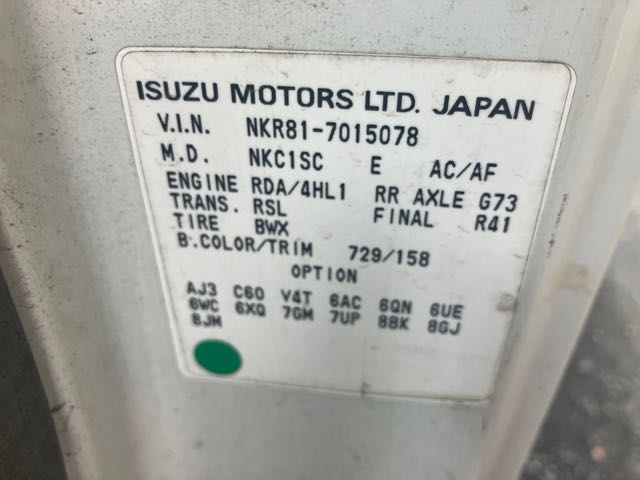 ISUZU MOTORS LTD. JAPAN
V.I.N. NKR81-7015078
M.D. NKC1SC E AC/AF
ENGINE RDA/4HL1 RR AXLE G73
TRANS. RSL FINAL R41
TIRE BWX
B.COLOR/TRIM 729/158
OPTION
AJ3 C60 V4T 6AC 6QN 6UE
6WC 6XQ 7GM 7UP 8BK 8GJ
8JM